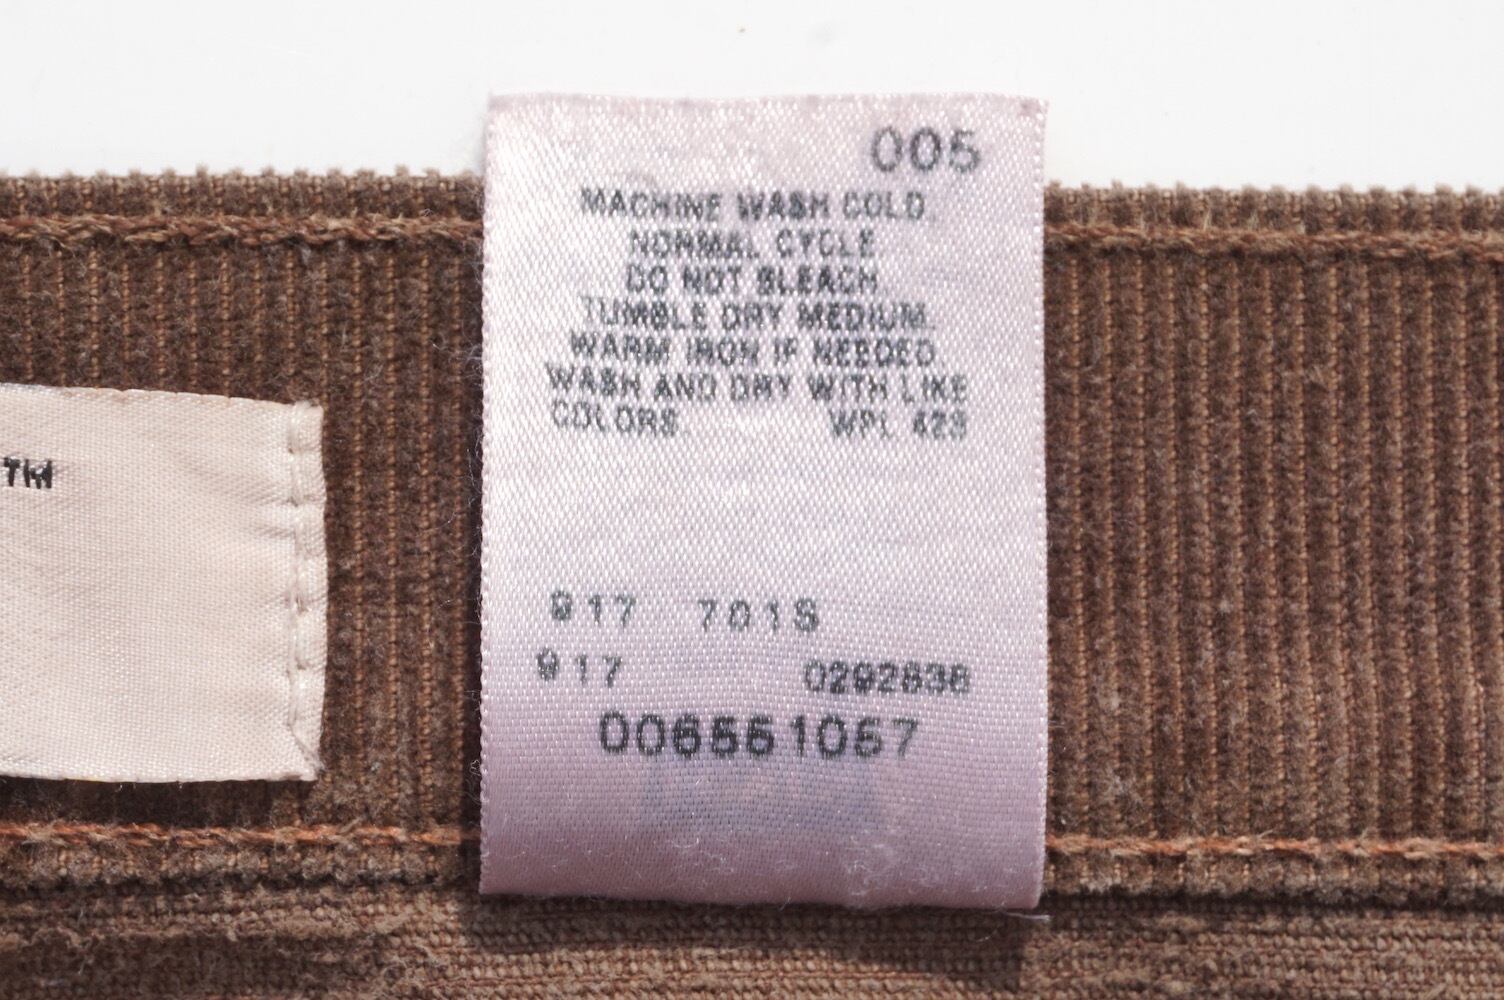 005
MACHINE WASH COLD.
NORMAL CYCLE
DO NOT BLEACH.
TUMBLE DRY MEDIUM.
WARM IRON IF NEEDED.
WASH AND DRY WITH LIKE
COLORS. WPL 423
TM
917 701S
917 0292838
006551057